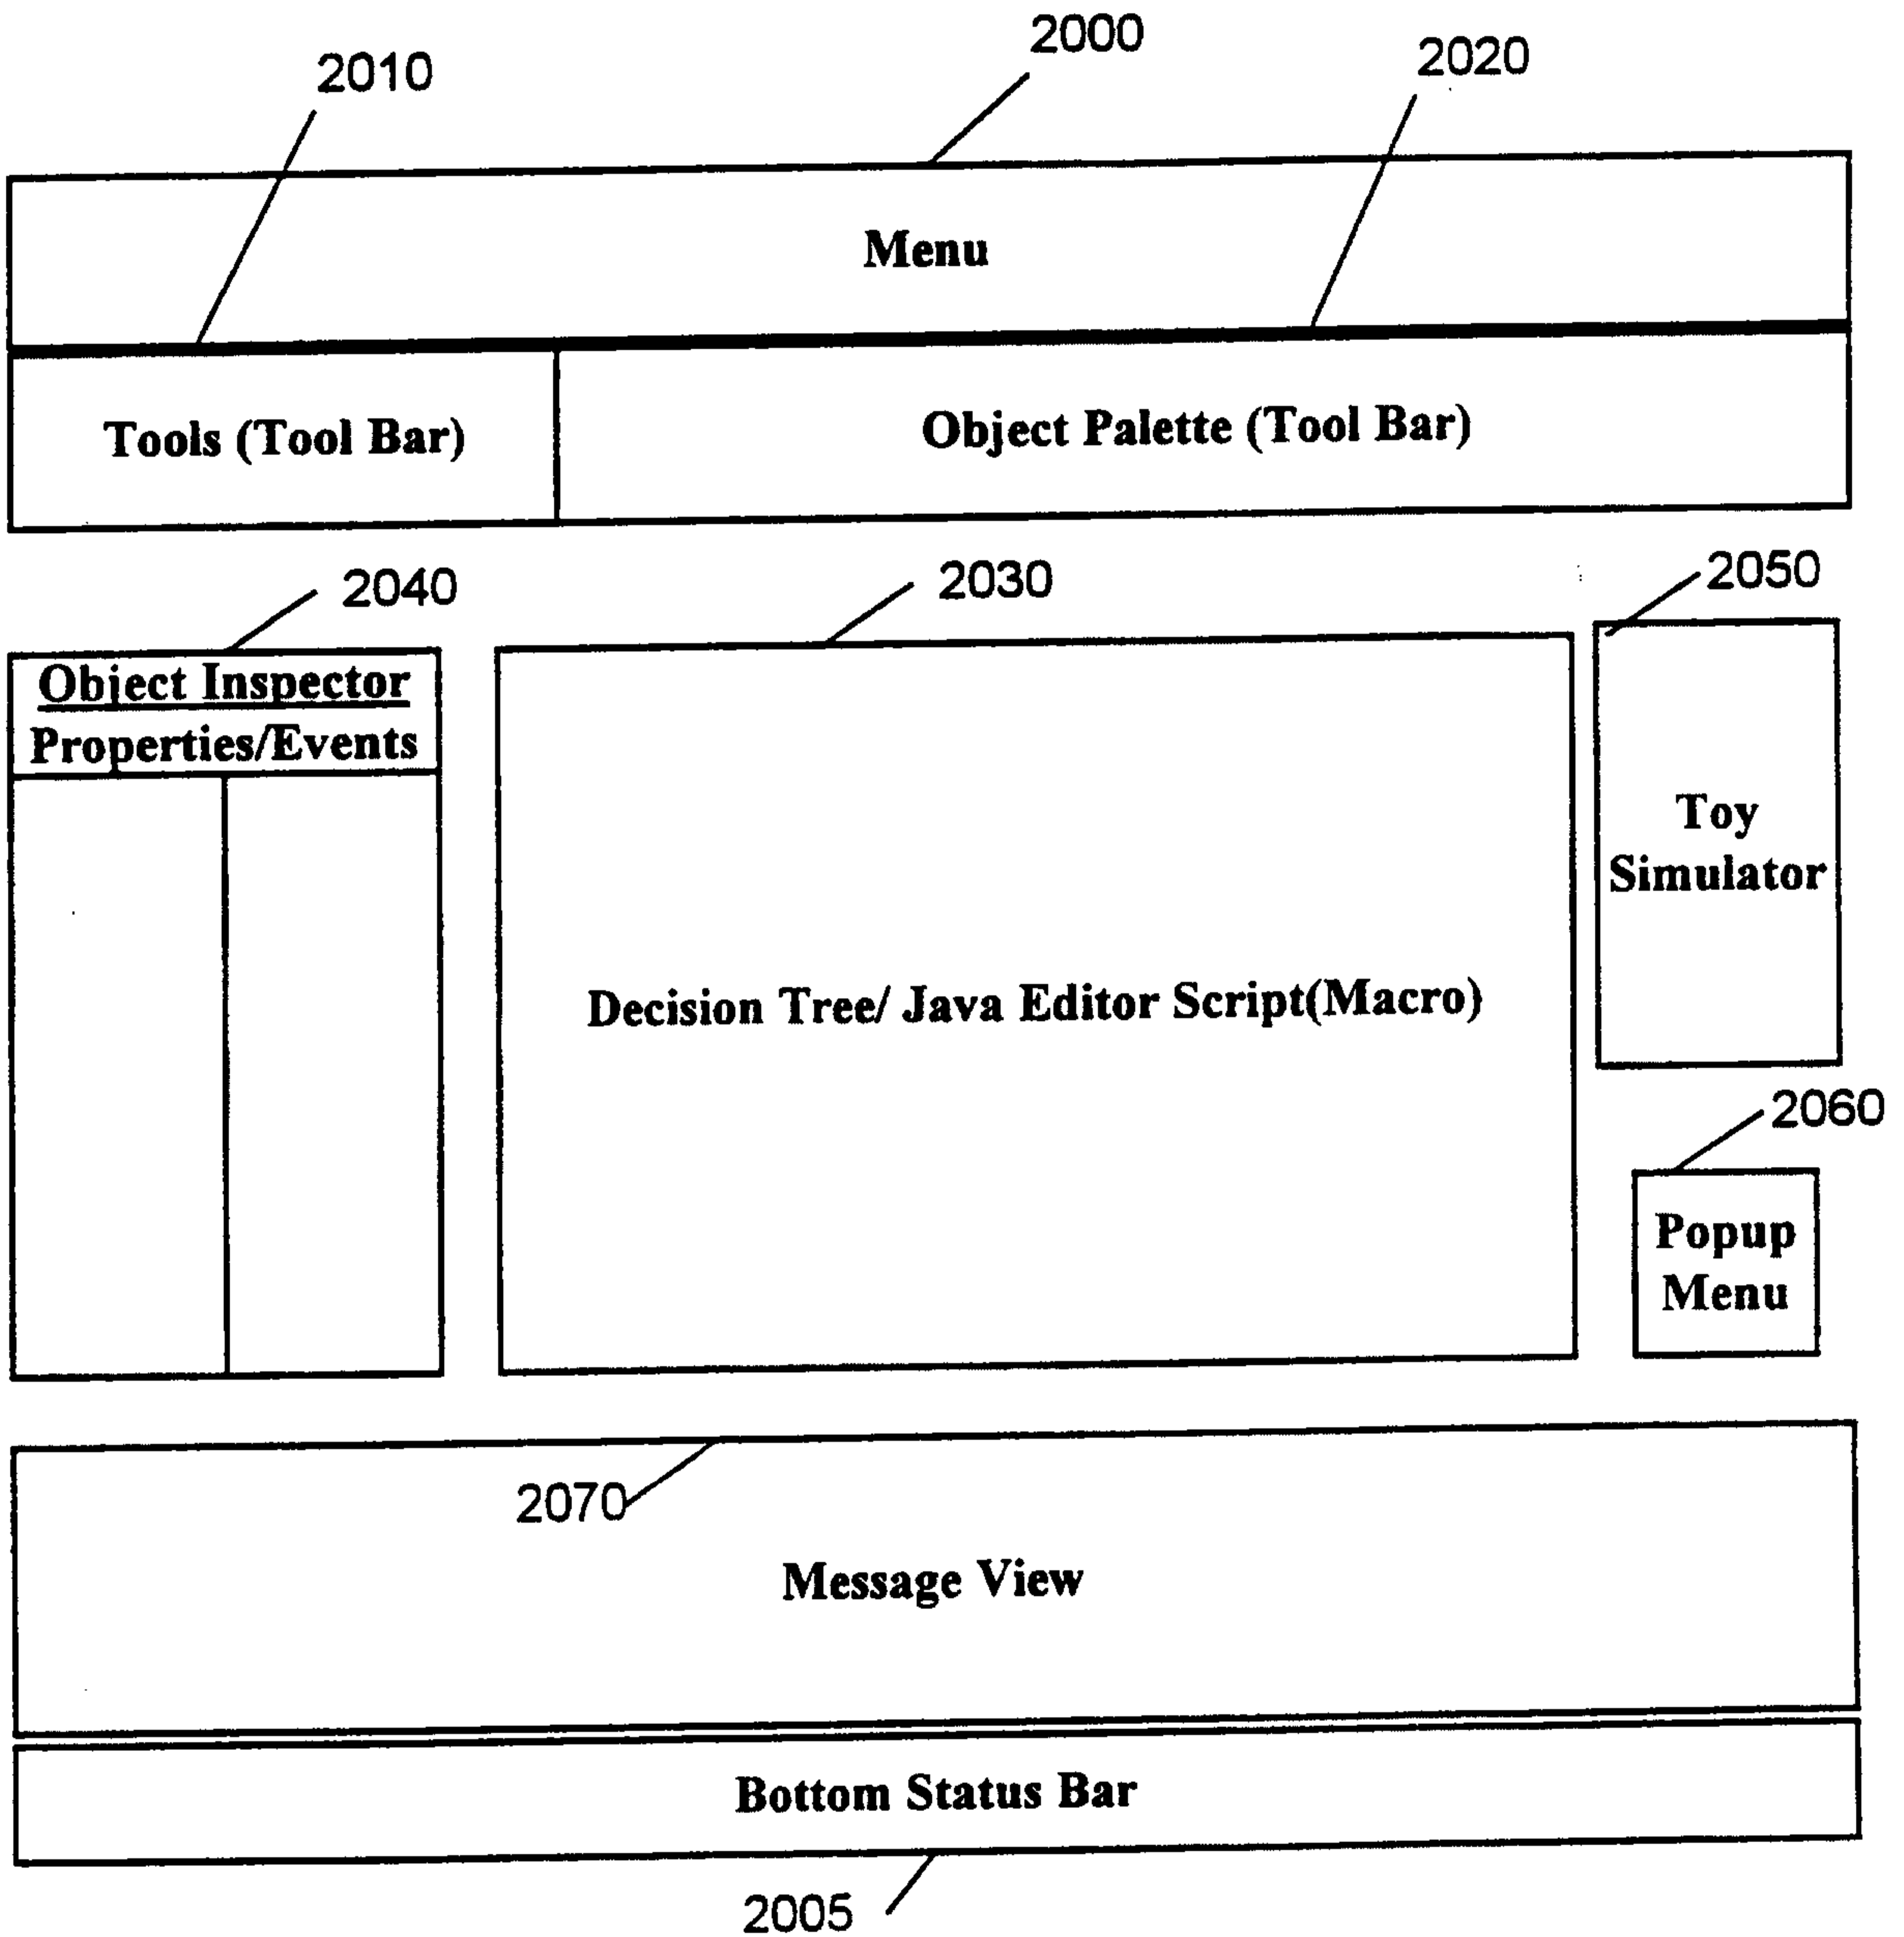 2000
2010
2020
Menu
Tools (Tool Bar)
Object Palette (Tool Bar)
2040
2030
2050
Object Inspector
Properties/Events
Decision Tree/ Java Editor Script(Macro)
Toy
Simulator
2060
Popup
Menu
2070
Message View
Bottom Status Bar
2005